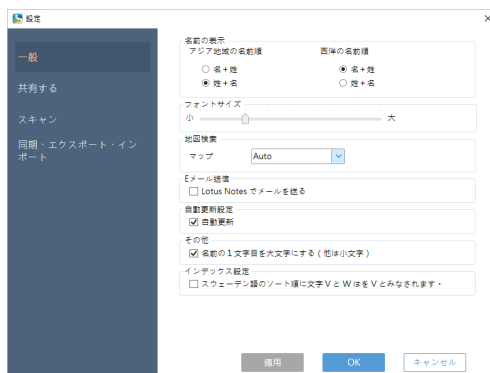 設定
一般
共有する
スキャン
同期・エクスポート・イン
ポート
名前の表示
アジア地域の名前順 西洋の名前順
名+姓 名+姓
姓+名 姓+名
フォントサイズ
小 大
地図検索
マップ Auto
Eメール送信
Lotus Notes でメールを送る
自動更新設定
自動更新
その他
名前の1文字目を大文字にする(他は小文字)
インデックス設定
スウェーデン語のソート順に文字 V と W はを V とみなされます・
適用 OK キャンセル